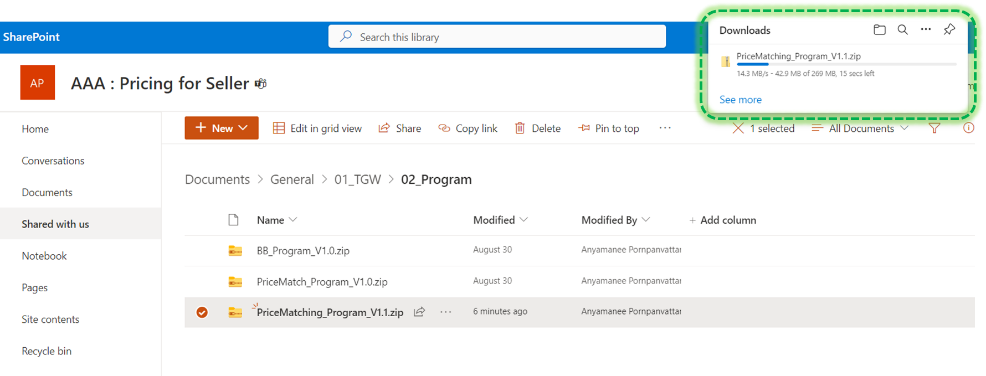 SharePoint
Search this library
Downloads
PriceMatching_Program_V1.1.zip
14.3 MB/s - 42.9 MB of 269 MB, 15 secs left
See more
AP
AAA : Pricing for Seller
Home
Conversations
Documents
Shared with us
Notebook
Pages
Site contents
Recycle bin
+ New
Edit in grid view
Share
Copy link
Delete
Pin to top
···
1 selected
All Documents
Documents > General > 01_TGW > 02_Program
Name
Modified
Modified By
+ Add column
BB_Program_V1.0.zip August 30 Anyamanee Pornpanvattar
PriceMatch_Program_V1.0.zip August 30 Anyamanee Pornpanvattar
PriceMatching_Program_V1.1.zip ··· 6 minutes ago Anyamanee Pornpanvattar